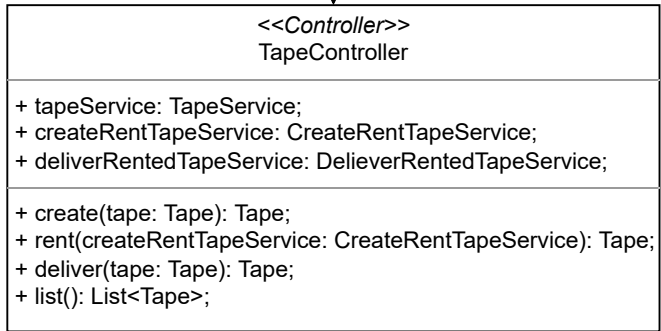 <<Controller>>
TapeController
+ tapeService: TapeService;
+ createRentTapeService: CreateRentTapeService;
+ deliverRentedTapeService: DelieverRentedTapeService;
+ create(tape: Tape): Tape;
+ rent(createRentTapeService: CreateRentTapeService): Tape;
+ deliver(tape: Tape): Tape;
+ list(): List<Tape>;